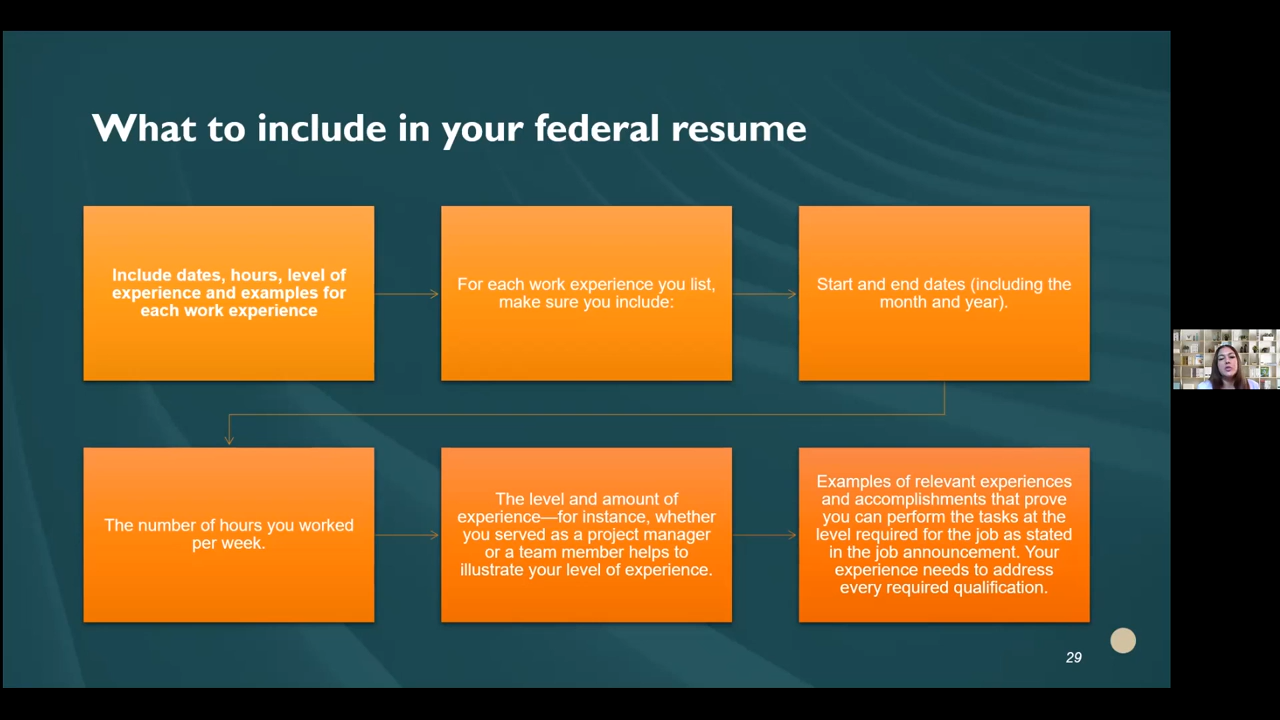 What to include in your federal resume
Include dates, hours, level of
experience and examples for
each work experience
For each work experience you list,
make sure you include:
Start and end dates (including the
month and year).
The number of hours you worked
per week.
The level and amount of
experience—for instance, whether
you served as a project manager
or a team member helps to
illustrate your level of experience.
Examples of relevant experiences
and accomplishments that prove
you can perform the tasks at the
level required for the job as stated
in the job announcement. Your
experience needs to address
every required qualification.
29